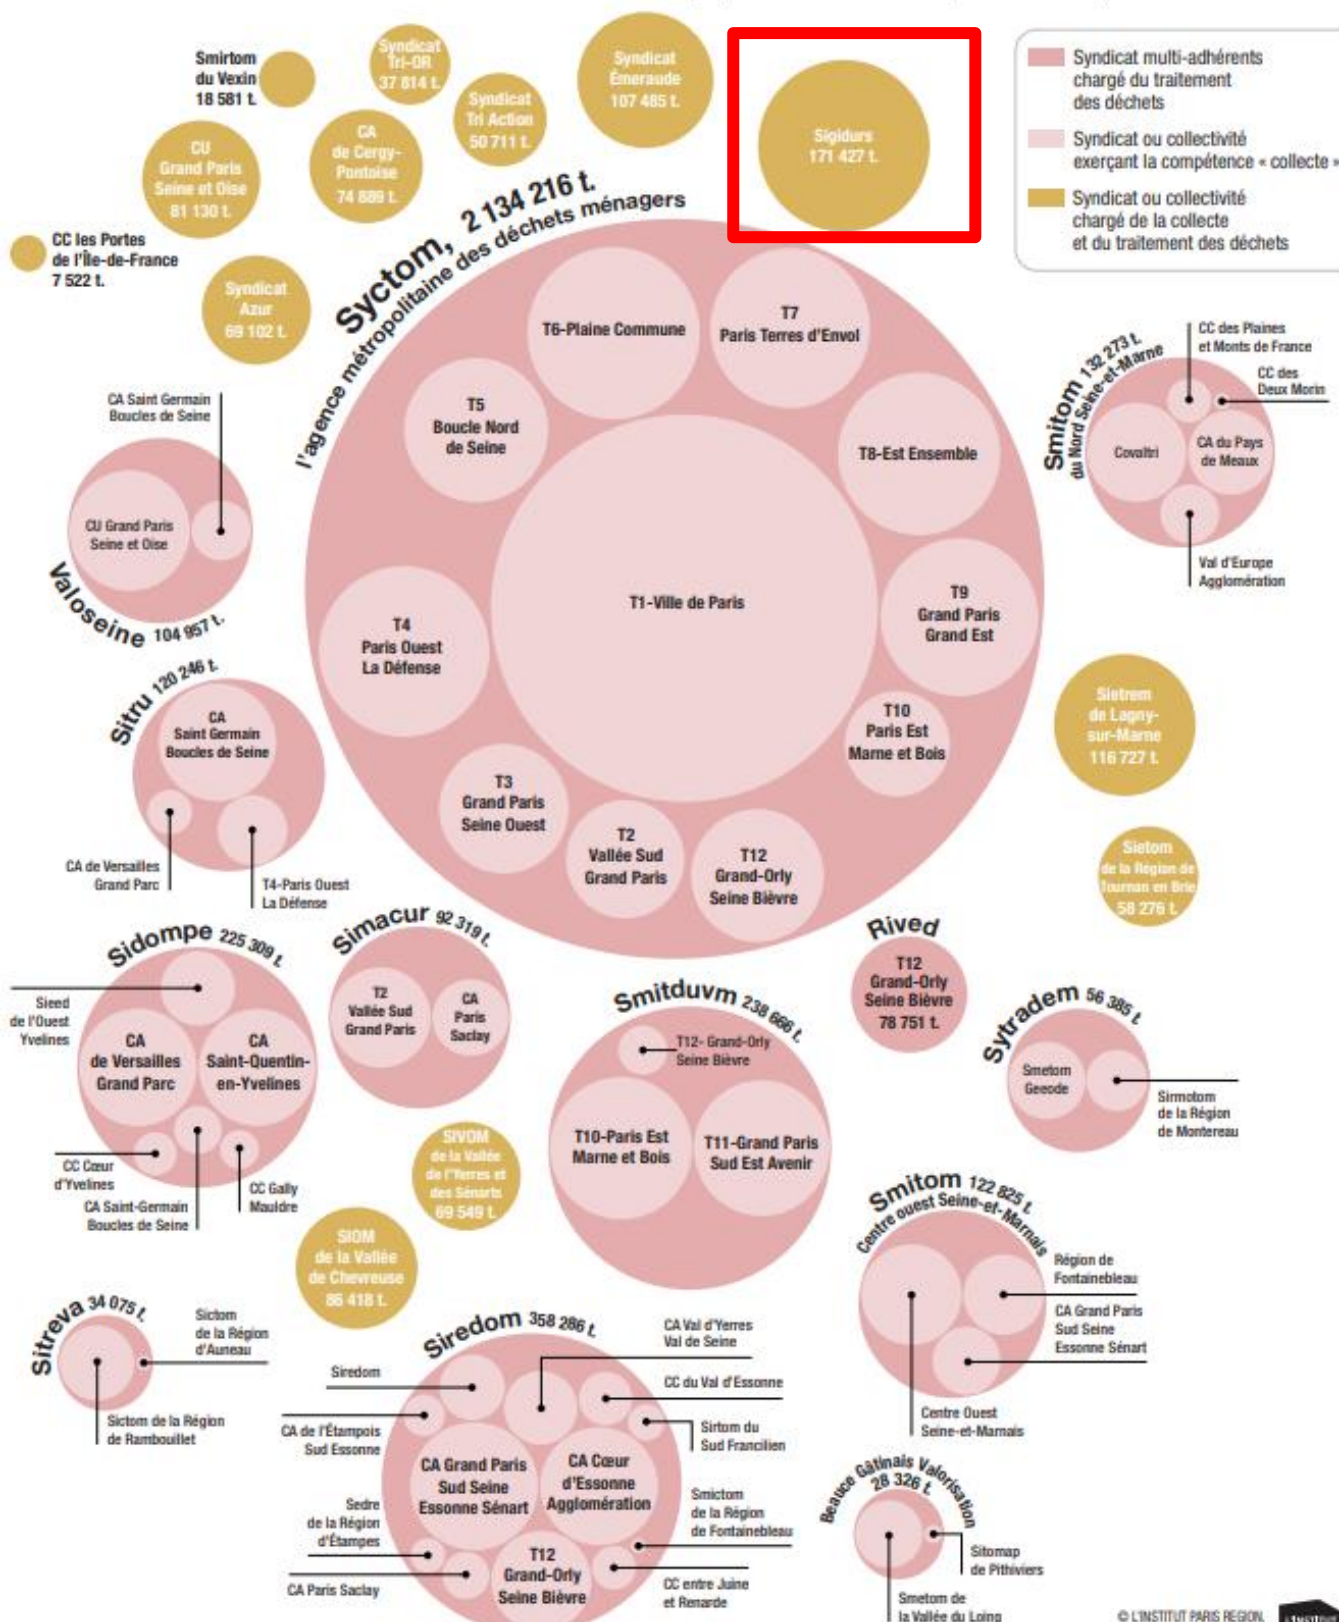 Smirtom
du Vexin
18 581 t.
Syndicat
Tri-OR
37 814 t.
Syndicat
Tri Action
50 711 t.
Syndicat
Émeraude
107 485 t.
Sigidurs
171 427 t.
Syndicat multi-adhérents
chargé du traitement
des déchets
Syndicat ou collectivité
exerçant la compétence « collecte »
Syndicat ou collectivité
chargé de la collecte
et du traitement des déchets
CU
Grand Paris
Seine et Oise
81 130 t.
CA
de Cergy-
Pontoise
74 889 t.
CC les Portes
de l'Île-de-France
7 522 t.
Syndicat
Azur
69 102 t.
Syctom, 2 134 216 t.
l'agence métropolitaine des déchets ménagers
T6-Plaine Commune
T7
Paris Terres d'Envol
T5
Boucle Nord
de Seine
T8-Est Ensemble
T1-Ville de Paris
T9
Grand Paris
Grand Est
T4
Paris Ouest
La Défense
T10
Paris Est
Marne et Bois
T3
Grand Paris
Seine Ouest
T2
Vallée Sud
Grand Paris
T12
Grand-Orly
Seine Bièvre
Smitom 132 273 t.
du Nord Seine-et-Marne
CC des Plaines
et Monts de France
CC des
Deux Morin
Covaltri
CA du Pays
de Meaux
Val d'Europe
Agglomération
CA Saint Germain
Boucles de Seine
CU Grand Paris
Seine et Oise
Valoseine 104 957 t.
Sitru 120 246 t.
CA
Saint Germain
Boucles de Seine
CA de Versailles
Grand Parc
T4-Paris Ouest
La Défense
Sietrem
de Lagny-
sur-Marne
116 727 t.
Sietom
de la Région de
Tournan en Brie
58 276 t.
Sidompe 225 309 t.
Sieed
de l'Ouest
Yvelines
CA
de Versailles
Grand Parc
CA
Saint-Quentin-
en-Yvelines
CC Cœur
d'Yvelines
CA Saint-Germain
Boucles de Seine
CC Gally
Mauldre
Simacur 92 319 t.
T2
Vallée Sud
Grand Paris
CA
Paris
Saclay
Rived
T12
Grand-Orly
Seine Bièvre
78 751 t.
Smitduvm 238 666 t.
T12- Grand-Orly
Seine Bièvre
T10-Paris Est
Marne et Bois
T11-Grand Paris
Sud Est Avenir
Sytradem 56 385 t.
Smetom
Geeode
Sirmotom
de la Région
de Montereau
SIVOM
de la Vallée
de l'Yerres et
des Sénarts
69 549 t.
SIOM
de la Vallée
de Chevreuse
86 418 t.
Smitom 122 825 t.
Centre ouest Seine-et-Marnais
Région de
Fontainebleau
CA Grand Paris
Sud Seine
Essonne Sénart
Centre Ouest
Seine-et-Marnais
Sitreva 34 075 t.
Sictom
de la Région
d'Auneau
Sictom de la Région
de Rambouillet
Siredom 358 286 t.
CA Val d'Yerres
Val de Seine
Siredom
CC du Val d'Essonne
CA de l'Étampois
Sud Essonne
Sirtom du
Sud Francilien
CA Grand Paris
Sud Seine
Essonne Sénart
CA Cœur
d'Essonne
Agglomération
Sedre
de la Région
d'Étampes
Smictom
de la Région
de Fontainebleau
CA Paris Saclay
T12
Grand-Orly
Seine Bièvre
CC entre Juine
et Renarde
Beauce Gâtinais Valorisation
28 326 t.
Sitomap
de Pithiviers
Smetom de
la Vallée du Loing
© L'INSTITUT PARIS REGION,